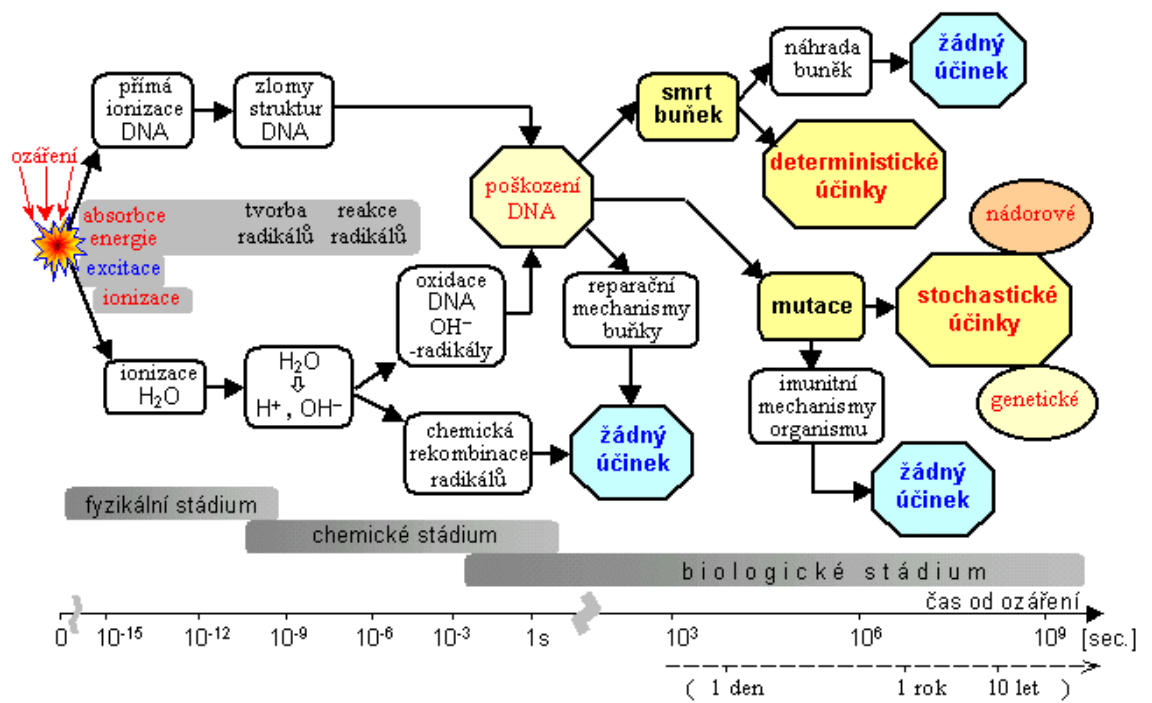 přímá
ionizace
DNA
zlomy
struktur
DNA
ozáření
absorbce
energie
tvorba
radikálů
reakce
radikálů
excitace
ionizace
ionizace
H₂O
H₂O
⇩
H⁺ , OH⁻
oxidace
DNA
OH⁻
-radikály
chemická
rekombinace
radikálů
poškození
DNA
smrt
buňek
náhrada
buněk
žádný
účinek
deterministické
účinky
reparační
mechanismy
buňky
žádný
účinek
mutace
stochastické
účinky
nádorové
genetické
imunitní
mechanismy
organismu
žádný
účinek
fyzikální stádium
chemické stádium
biologické stádium
čas od ozáření
0 10⁻¹⁵ 10⁻¹² 10⁻⁹ 10⁻⁶ 10⁻³ 1s 10³ 10⁶ 10⁹ [sec.]
( 1 den 1 rok 10 let )